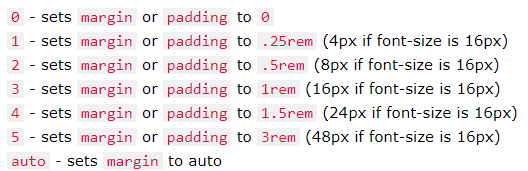 0 - sets margin or padding to 0
1 - sets margin or padding to .25rem (4px if font-size is 16px)
2 - sets margin or padding to .5rem (8px if font-size is 16px)
3 - sets margin or padding to 1rem (16px if font-size is 16px)
4 - sets margin or padding to 1.5rem (24px if font-size is 16px)
5 - sets margin or padding to 3rem (48px if font-size is 16px)
auto - sets margin to auto